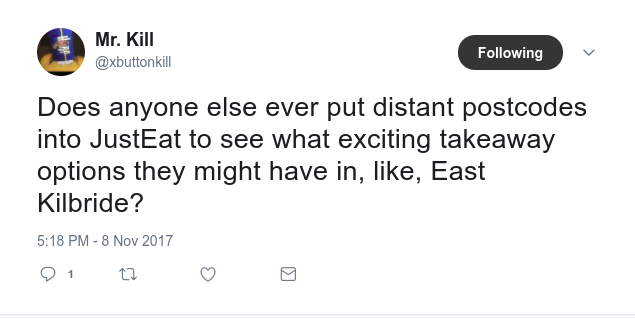 Mr. Kill
@xbuttonkill
Following
Does anyone else ever put distant postcodes
into JustEat to see what exciting takeaway
options they might have in, like, East
Kilbride?
5:18 PM - 8 Nov 2017
1